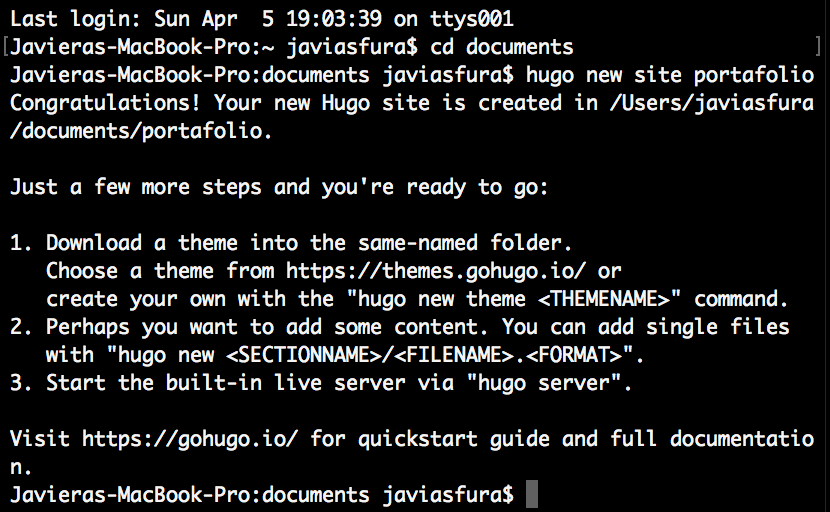 Last login: Sun Apr  5 19:03:39 on ttys001
[Javieras-MacBook-Pro:~ javiasfura$ cd documents ]
Javieras-MacBook-Pro:documents javiasfura$ hugo new site portafolio
Congratulations! Your new Hugo site is created in /Users/javiasfura
/documents/portafolio.

Just a few more steps and you're ready to go:

1. Download a theme into the same-named folder.
   Choose a theme from https://themes.gohugo.io/ or
   create your own with the "hugo new theme <THEMENAME>" command.
2. Perhaps you want to add some content. You can add single files
   with "hugo new <SECTIONNAME>/<FILENAME>.<FORMAT>".
3. Start the built-in live server via "hugo server".

Visit https://gohugo.io/ for quickstart guide and full documentatio
n.
Javieras-MacBook-Pro:documents javiasfura$